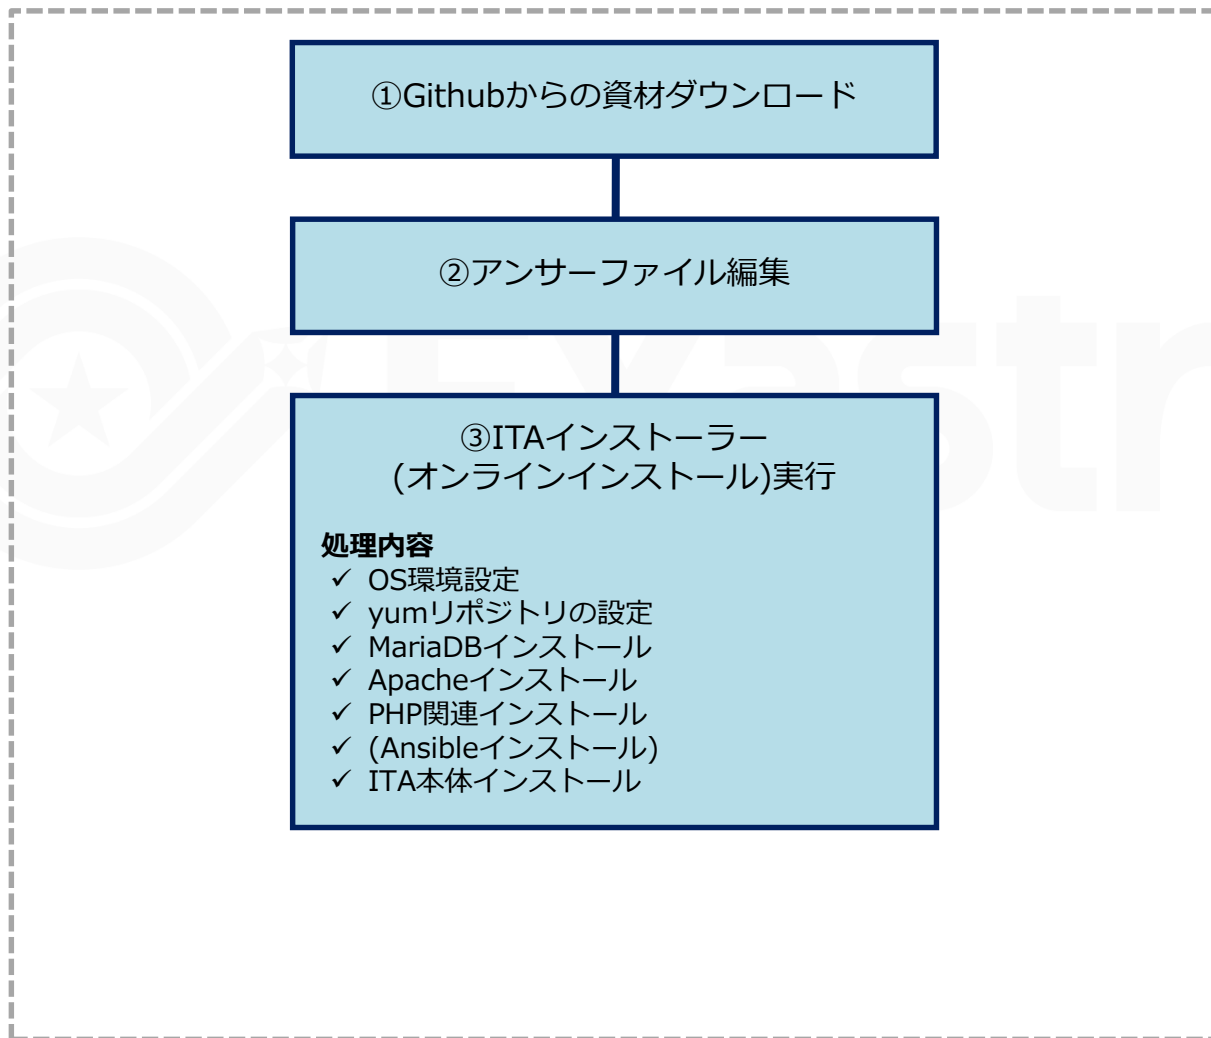 ①Githubからの資材ダウンロード
②アンサーファイル編集
③ITAインストーラー
(オンラインインストール)実行
処理内容
✓ OS環境設定
✓ yumリポジトリの設定
✓ MariaDBインストール
✓ Apacheインストール
✓ PHP関連インストール
✓ (Ansibleインストール)
✓ ITA本体インストール